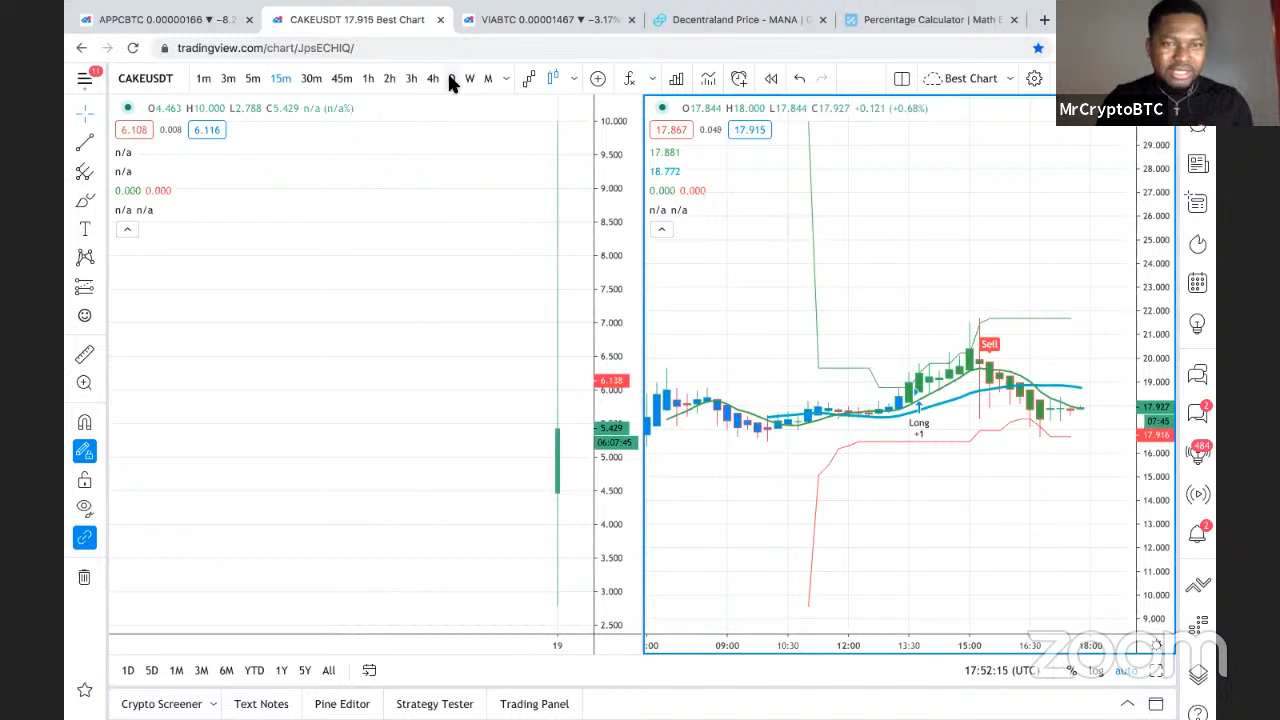 APPCBTC 0.00000166 ▼ −8.2
CAKEUSDT 17.915 Best Chart
VIABTC 0.00001467 ▼ −3.17%
Decentraland Price - MANA | G
Percentage Calculator | Math E
tradingview.com/chart/JpsECHIQ/
11
CAKEUSDT 1m 3m 5m 15m 30m 45m 1h 2h 3h 4h W M Best Chart
MrCryptoBTC
O4.463 H10.000 L2.788 C5.429 n/a (n/a%)
6.108 0.008 6.116
n/a
n/a
0.000 0.000
n/a n/a
10.000
9.500
9.000
8.500
8.000
7.500
7.000
6.500
6.138
6.000
5.429
06:07:45
5.000
4.500
4.000
3.500
3.000
2.500
19
O17.844 H18.000 L17.844 C17.927 +0.121 (+0.68%)
17.867 0.048 17.915
17.881
18.772
0.000 0.000
n/a n/a
Sell
Long
+1
29.000
28.000
27.000
26.000
25.000
24.000
23.000
22.000
21.000
20.000
19.000
17.927
07:45
17.916
16.000
15.000
14.000
13.000
12.000
11.000
10.000
9.000
:00 09:00 10:30 12:00 13:30 15:00 16:30 18:00
2
484
2
1D 5D 1M 3M 6M YTD 1Y 5Y All
17:52:15 (UTC) % log auto
zoom
Crypto Screener Text Notes Pine Editor Strategy Tester Trading Panel